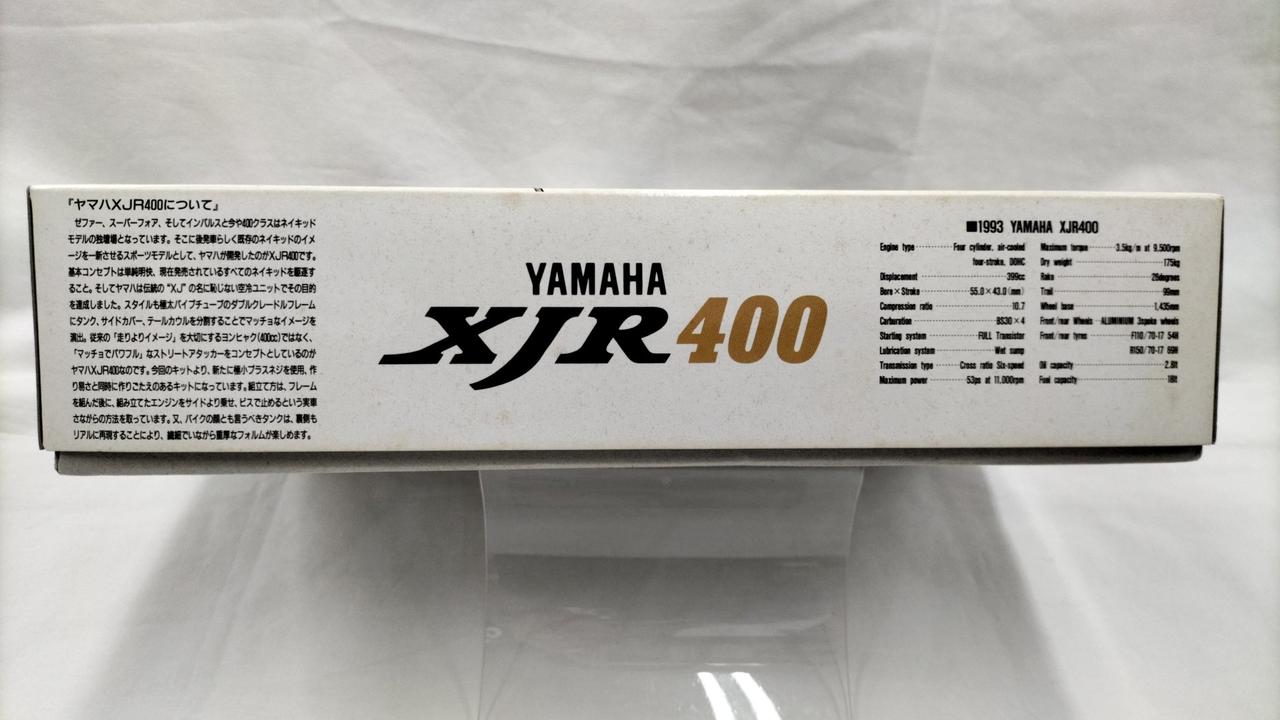 『ヤマハXJR400について』
ゼファー、スーパーフォア、そしてインパルスと今や400クラスはネイキッド
モデルの独壇場となっています。そこに後発車らしく既存のネイキッドのイメ
ージを一新させるスポーツモデルとして、ヤマハが開発したのがXJR400です。
基本コンセプトは単純明快、現在発売されているすべてのネイキッドを駆逐す
ること。そしてヤマハは伝統の"XJ"の名に恥じない空冷ユニットでその目的
を達成しました。スタイルも極太パイプチューブのダブルクレードルフレーム
にタンク、サイドカバー、テールカウルを分割することでマッチョなイメージを
演出。従来の「走りよりイメージ」を大切にするヨンヒャク(400cc)ではなく、
「マッチョでパワフル」なストリートアタッカーをコンセプトとしているのが
ヤマハXJR400なのです。今回のキットより、新たに極小プラスネジを使用、作
り易さと同時に作りごたえのあるキットになっています。組立て方は、フレーム
を組んだ後に、組み立てたエンジンをサイドより乗せ、ビスで止めるという実車
さながらの方法を取っています。又、バイクの顔とも言うべきタンクは、裏側も
リアルに再現することにより、繊細でいながら重厚なフォルムが楽しめます。
YAMAHA
XJR400
■1993 YAMAHA XJR400
Engine type Four cylinder, air-cooled
four-stroke, DOHC
Displacement 399cc
Bore×Stroke 55.0×43.0(mm)
Compression ratio 10.7
Carburation BS30×4
Starting system FULL Transistor
Lubrication system Wet sump
Transmission type Cross ratio Six-speed
Maximum power 53ps at 11,000rpm
Maximum torque 3.5kg/m at 9.500rpm
Dry weight 175kg
Rake 26degrees
Trail 99mm
Wheel base 1,435mm
Front/rear Wheels ALUMINIUM 3spoke wheels
Front/rear tyres F110/70-17 54H
R150/70-17 69H
Oil capacity 2.8lt
Fuel capacity 18lt